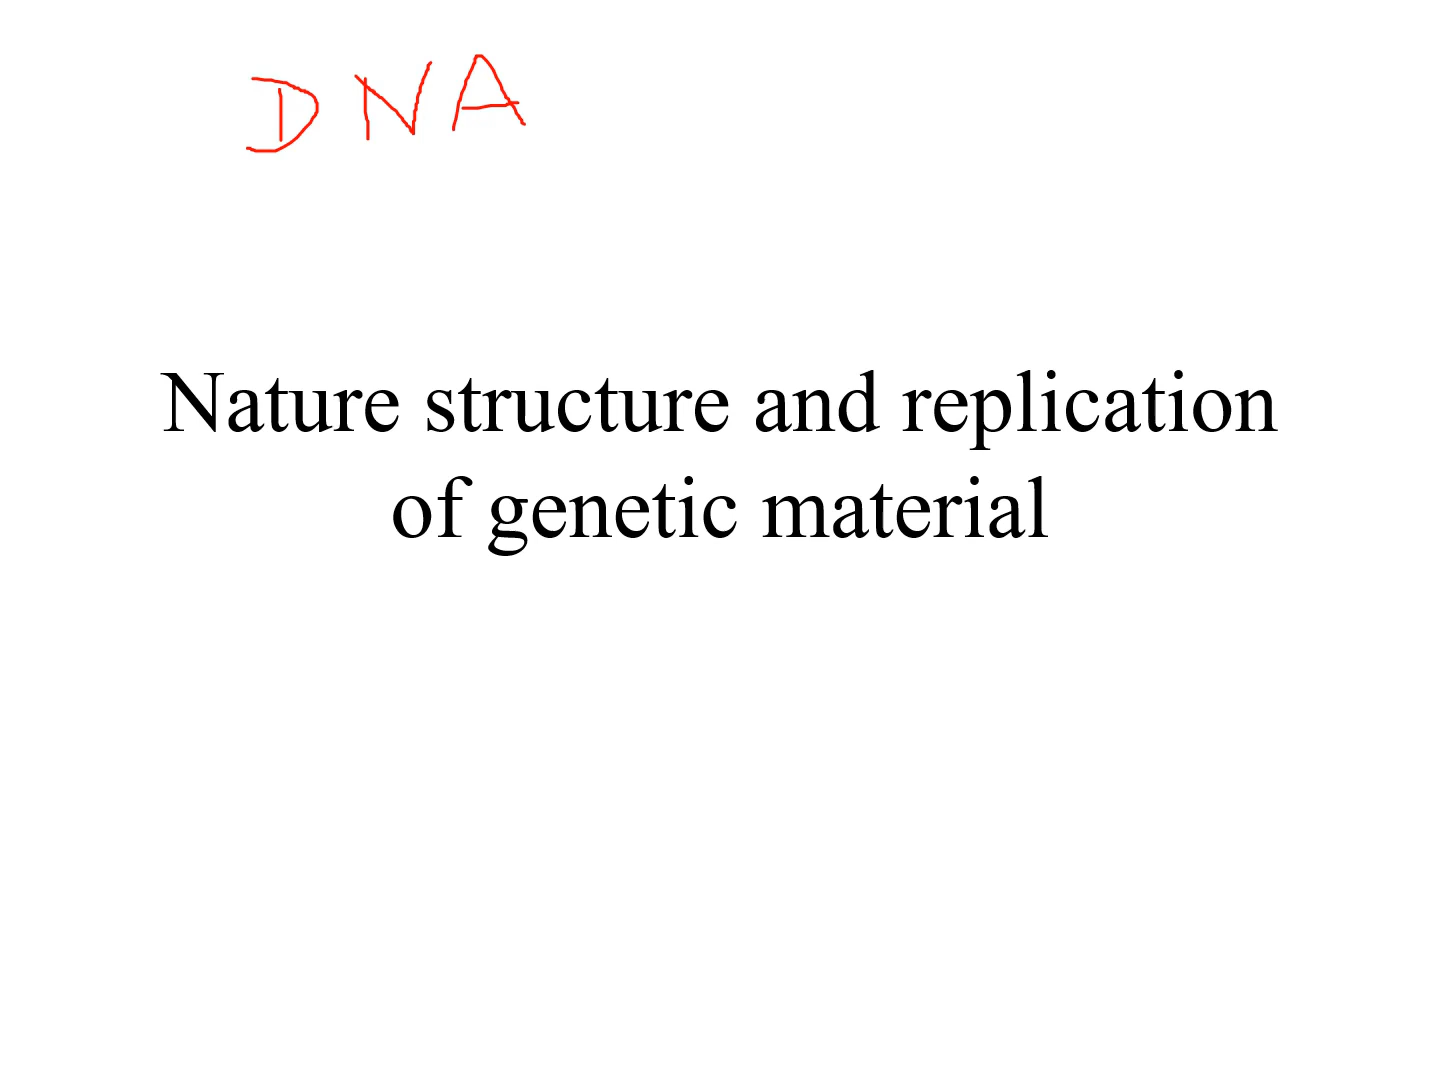 DNA
Nature structure and replication
of genetic material